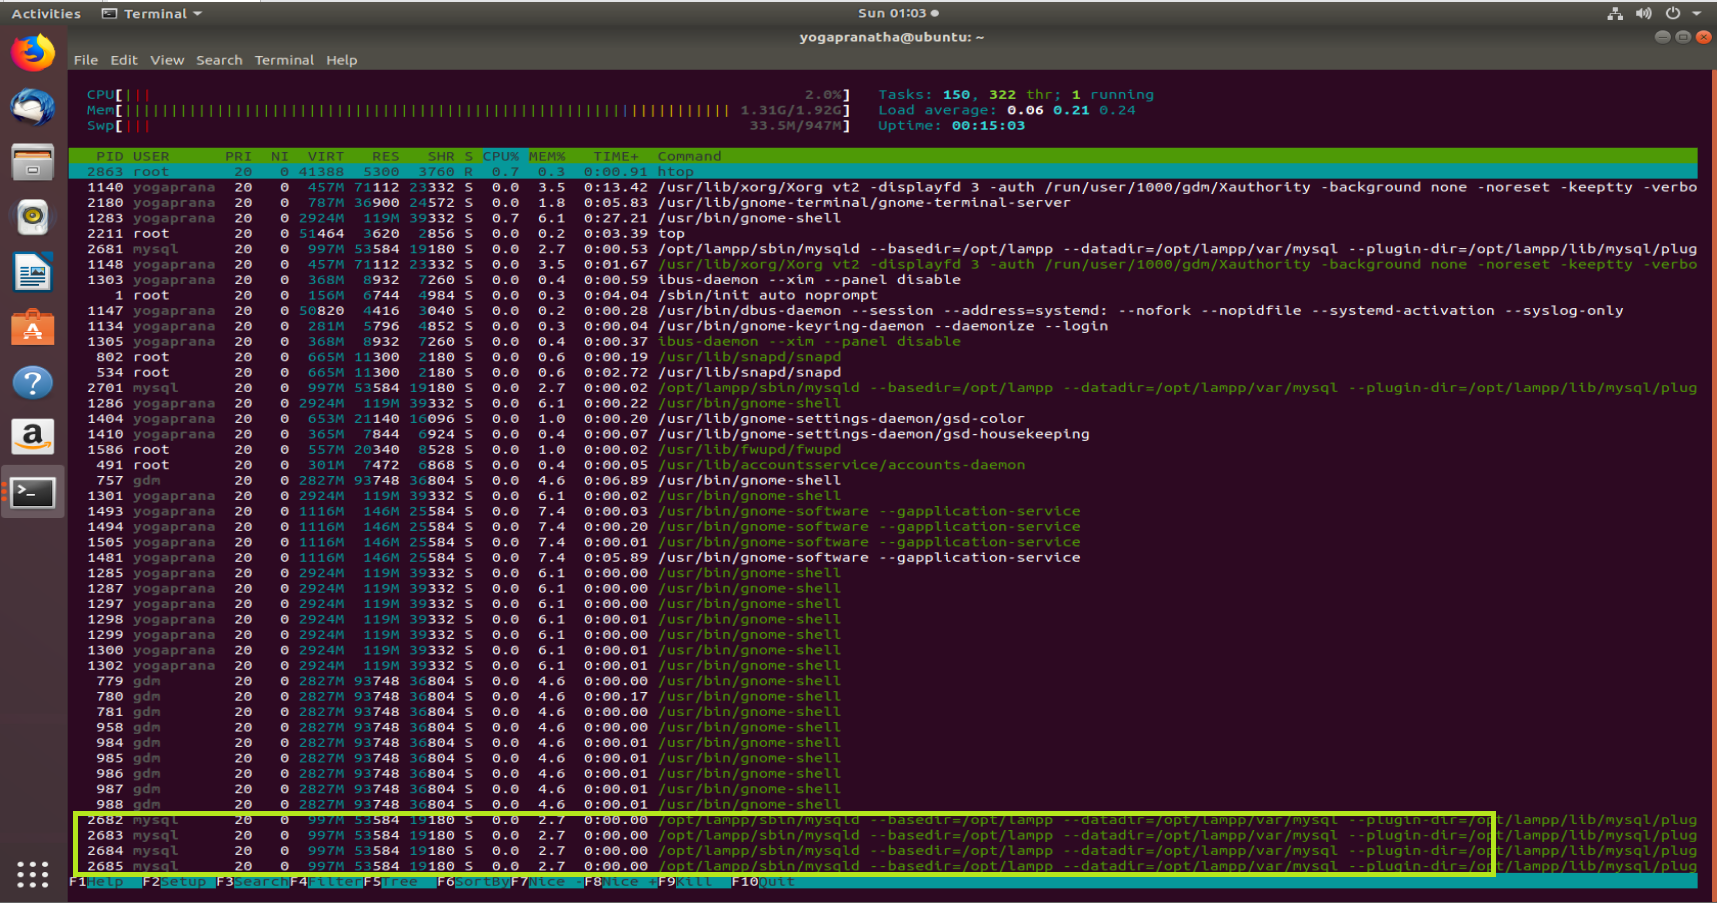 Activities Terminal Sun 01:03
yogapranatha@ubuntu: ~
File Edit View Search Terminal Help
CPU[||| 2.0%] Tasks: 150, 322 thr; 1 running
Mem[||||||||||||||||||||||||||||||||||||||||||||||||||||||||||||||||||| 1.31G/1.92G] Load average: 0.06 0.21 0.24
Swp[||| 33.5M/947M] Uptime: 00:15:03
PID USER PRI NI VIRT RES SHR S CPU% MEM% TIME+ Command
2863 root 20 0 41388 5300 3760 R 0.7 0.3 0:00.91 htop
1140 yogaprana 20 0 457M 71112 23332 S 0.0 3.5 0:13.42 /usr/lib/xorg/Xorg vt2 -displayfd 3 -auth /run/user/1000/gdm/Xauthority -background none -noreset -keeptty -verbo
2180 yogaprana 20 0 787M 36900 24572 S 0.0 1.8 0:05.83 /usr/lib/gnome-terminal/gnome-terminal-server
1283 yogaprana 20 0 2924M 119M 39332 S 0.7 6.1 0:27.21 /usr/bin/gnome-shell
2211 root 20 0 51464 3620 2856 S 0.0 0.2 0:03.39 top
2681 mysql 20 0 997M 53584 19180 S 0.0 2.7 0:00.53 /opt/lampp/sbin/mysqld --basedir=/opt/lampp --datadir=/opt/lampp/var/mysql --plugin-dir=/opt/lampp/lib/mysql/plug
1148 yogaprana 20 0 457M 71112 23332 S 0.0 3.5 0:01.67 /usr/lib/xorg/Xorg vt2 -displayfd 3 -auth /run/user/1000/gdm/Xauthority -background none -noreset -keeptty -verbo
1303 yogaprana 20 0 368M 8932 7260 S 0.0 0.4 0:00.59 ibus-daemon --xim --panel disable
1 root 20 0 156M 6744 4984 S 0.0 0.3 0:04.04 /sbin/init auto noprompt
1147 yogaprana 20 0 50820 4416 3040 S 0.0 0.2 0:00.28 /usr/bin/dbus-daemon --session --address=systemd: --nofork --nopidfile --systemd-activation --syslog-only
1134 yogaprana 20 0 281M 5796 4852 S 0.0 0.3 0:00.04 /usr/bin/gnome-keyring-daemon --daemonize --login
1305 yogaprana 20 0 368M 8932 7260 S 0.0 0.4 0:00.37 ibus-daemon --xim --panel disable
802 root 20 0 665M 11300 2180 S 0.0 0.6 0:00.19 /usr/lib/snapd/snapd
534 root 20 0 665M 11300 2180 S 0.0 0.6 0:02.72 /usr/lib/snapd/snapd
2701 mysql 20 0 997M 53584 19180 S 0.0 2.7 0:00.02 /opt/lampp/sbin/mysqld --basedir=/opt/lampp --datadir=/opt/lampp/var/mysql --plugin-dir=/opt/lampp/lib/mysql/plug
1286 yogaprana 20 0 2924M 119M 39332 S 0.0 6.1 0:00.22 /usr/bin/gnome-shell
1404 yogaprana 20 0 653M 21140 16096 S 0.0 1.0 0:00.20 /usr/lib/gnome-settings-daemon/gsd-color
1410 yogaprana 20 0 365M 7844 6924 S 0.0 0.4 0:00.07 /usr/lib/gnome-settings-daemon/gsd-housekeeping
1586 root 20 0 557M 20340 8528 S 0.0 1.0 0:00.02 /usr/lib/fwupd/fwupd
491 root 20 0 301M 7472 6868 S 0.0 0.4 0:00.05 /usr/lib/accountsservice/accounts-daemon
757 gdm 20 0 2827M 93748 36804 S 0.0 4.6 0:06.89 /usr/bin/gnome-shell
1301 yogaprana 20 0 2924M 119M 39332 S 0.0 6.1 0:00.02 /usr/bin/gnome-shell
1493 yogaprana 20 0 1116M 146M 25584 S 0.0 7.4 0:00.03 /usr/bin/gnome-software --gapplication-service
1494 yogaprana 20 0 1116M 146M 25584 S 0.0 7.4 0:00.20 /usr/bin/gnome-software --gapplication-service
1505 yogaprana 20 0 1116M 146M 25584 S 0.0 7.4 0:00.01 /usr/bin/gnome-software --gapplication-service
1481 yogaprana 20 0 1116M 146M 25584 S 0.0 7.4 0:05.89 /usr/bin/gnome-software --gapplication-service
1285 yogaprana 20 0 2924M 119M 39332 S 0.0 6.1 0:00.00 /usr/bin/gnome-shell
1287 yogaprana 20 0 2924M 119M 39332 S 0.0 6.1 0:00.00 /usr/bin/gnome-shell
1297 yogaprana 20 0 2924M 119M 39332 S 0.0 6.1 0:00.00 /usr/bin/gnome-shell
1298 yogaprana 20 0 2924M 119M 39332 S 0.0 6.1 0:00.01 /usr/bin/gnome-shell
1299 yogaprana 20 0 2924M 119M 39332 S 0.0 6.1 0:00.00 /usr/bin/gnome-shell
1300 yogaprana 20 0 2924M 119M 39332 S 0.0 6.1 0:00.01 /usr/bin/gnome-shell
1302 yogaprana 20 0 2924M 119M 39332 S 0.0 6.1 0:00.01 /usr/bin/gnome-shell
779 gdm 20 0 2827M 93748 36804 S 0.0 4.6 0:00.00 /usr/bin/gnome-shell
780 gdm 20 0 2827M 93748 36804 S 0.0 4.6 0:00.17 /usr/bin/gnome-shell
781 gdm 20 0 2827M 93748 36804 S 0.0 4.6 0:00.00 /usr/bin/gnome-shell
958 gdm 20 0 2827M 93748 36804 S 0.0 4.6 0:00.00 /usr/bin/gnome-shell
984 gdm 20 0 2827M 93748 36804 S 0.0 4.6 0:00.01 /usr/bin/gnome-shell
985 gdm 20 0 2827M 93748 36804 S 0.0 4.6 0:00.01 /usr/bin/gnome-shell
986 gdm 20 0 2827M 93748 36804 S 0.0 4.6 0:00.01 /usr/bin/gnome-shell
987 gdm 20 0 2827M 93748 36804 S 0.0 4.6 0:00.01 /usr/bin/gnome-shell
988 gdm 20 0 2827M 93748 36804 S 0.0 4.6 0:00.00 /usr/bin/gnome-shell
2682 mysql 20 0 997M 53584 19180 S 0.0 2.7 0:00.00 /opt/lampp/sbin/mysqld --basedir=/opt/lampp --datadir=/opt/lampp/var/mysql --plugin-dir=/opt/lampp/lib/mysql/plug
2683 mysql 20 0 997M 53584 19180 S 0.0 2.7 0:00.00 /opt/lampp/sbin/mysqld --basedir=/opt/lampp --datadir=/opt/lampp/var/mysql --plugin-dir=/opt/lampp/lib/mysql/plug
2684 mysql 20 0 997M 53584 19180 S 0.0 2.7 0:00.00 /opt/lampp/sbin/mysqld --basedir=/opt/lampp --datadir=/opt/lampp/var/mysql --plugin-dir=/opt/lampp/lib/mysql/plug
2685 mysql 20 0 997M 53584 19180 S 0.0 2.7 0:00.00 /opt/lampp/sbin/mysqld --basedir=/opt/lampp --datadir=/opt/lampp/var/mysql --plugin-dir=/opt/lampp/lib/mysql/plug
F1Help F2Setup F3SearchF4FilterF5Tree F6SortByF7Nice -F8Nice +F9Kill F10Quit